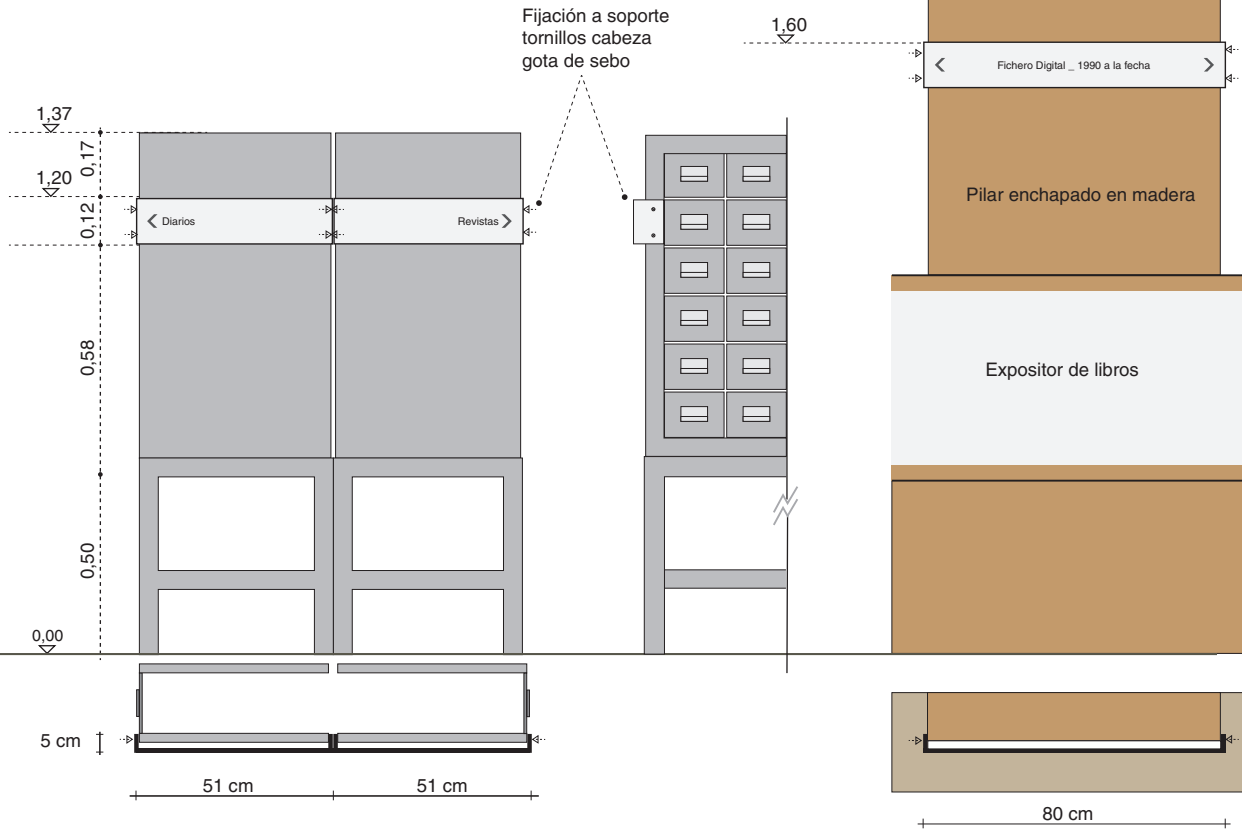 Fijación a soporte
tornillos cabeza
gota de sebo
1,60
Fichero Digital _ 1990 a la fecha
1,37
0,17
1,20
0,12
Diarios
Revistas
Pilar enchapado en madera
0,58
Expositor de libros
0,50
0,00
5 cm
51 cm
51 cm
80 cm